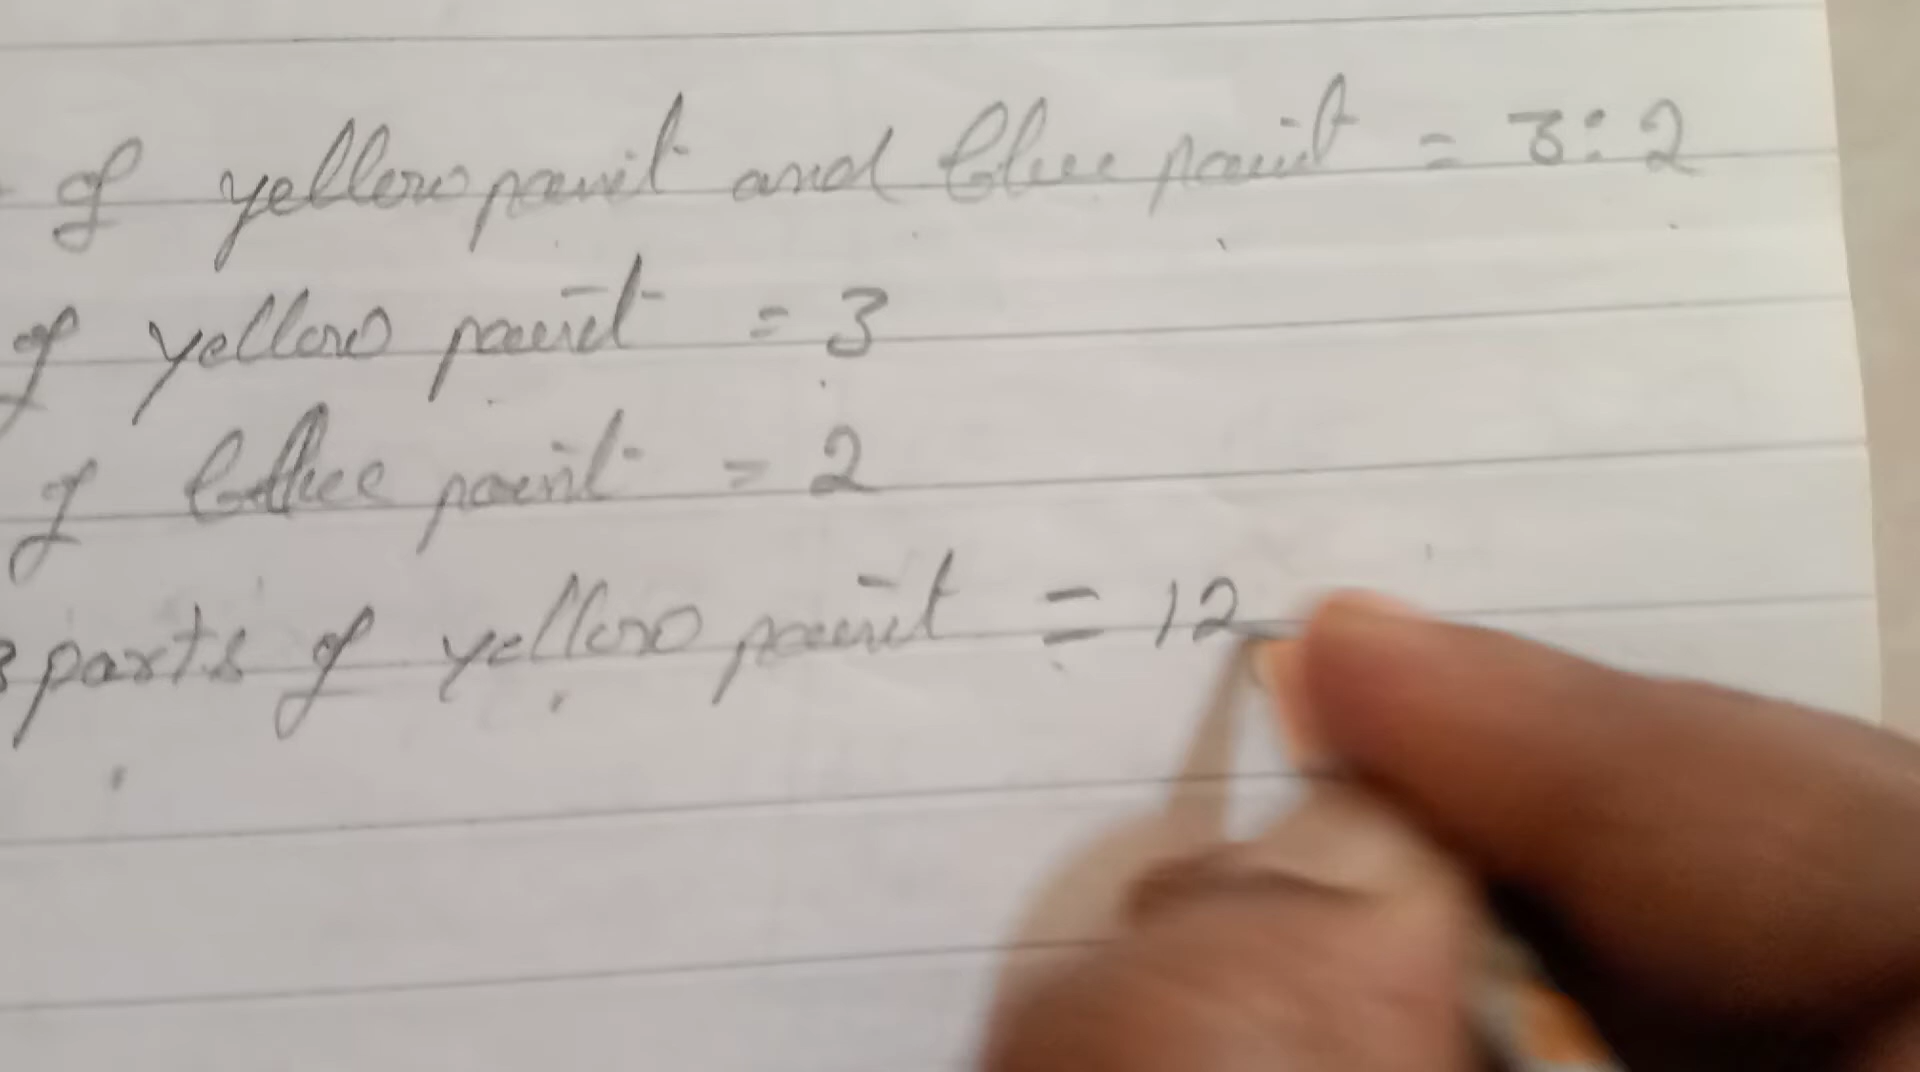 of yellow paint and blue paint = 3:2
of yellow paint = 3
of blue paint = 2
3 parts of yellow paint = 12